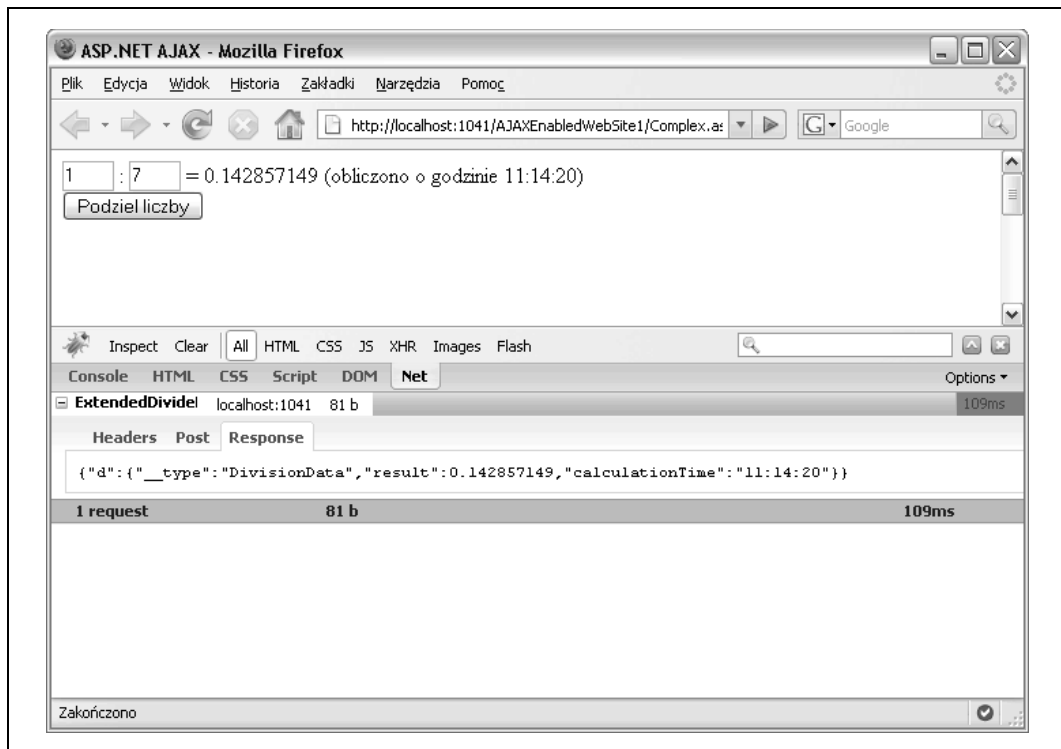 ASP.NET AJAX - Mozilla Firefox
Plik Edycja Widok Historia Zakładki Narzędzia Pomoc
http://localhost:1041/AJAXEnabledWebSite1/Complex.as G Google
1 : 7 = 0.142857149 (obliczono o godzinie 11:14:20)
Podziel liczby
Inspect Clear All HTML CSS JS XHR Images Flash
Console HTML CSS Script DOM Net Options
ExtendedDivideI localhost:1041 81 b 109ms
Headers Post Response
{"d":{"__type":"DivisionData","result":0.142857149,"calculationTime":"11:14:20"}}
1 request 81 b 109ms
Zakończono